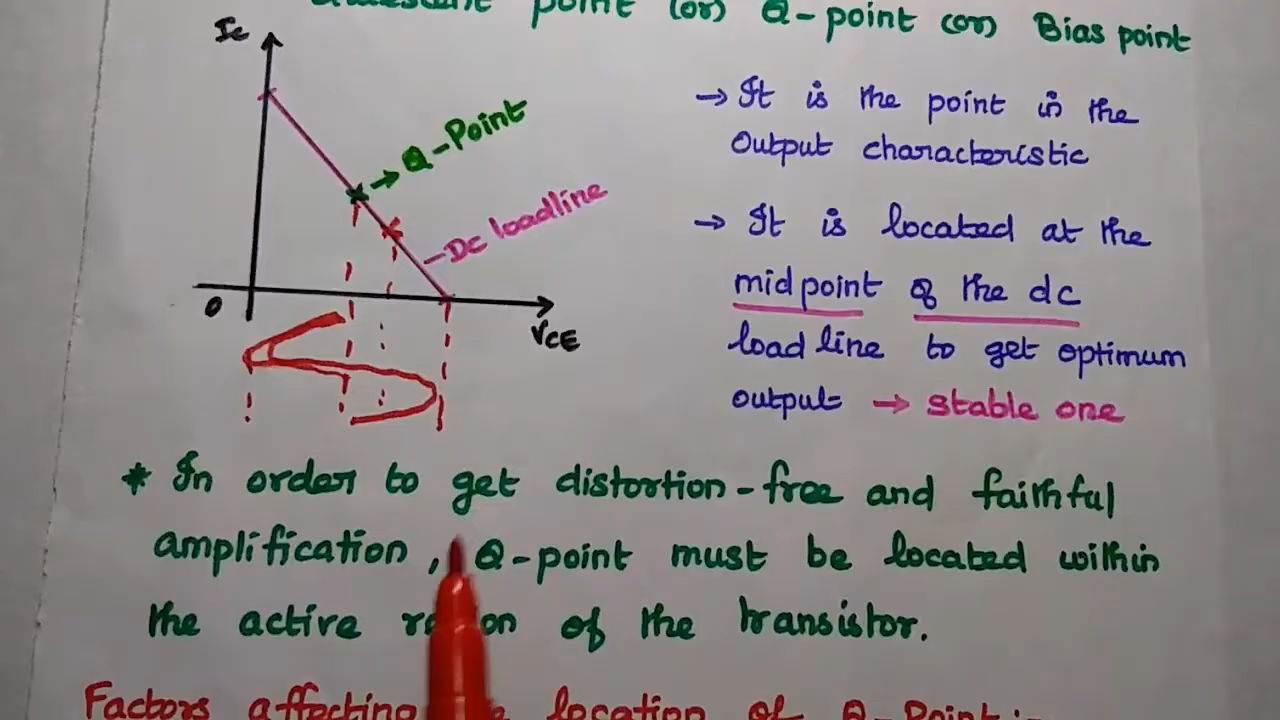 point (or) Q-point (or) Bias point
Ic
Q-Point
DC loadline
0
VCE
→ It is the point in the
output characteristic
→ It is located at the
midpoint of the dc
load line to get optimum
output → stable one
* In order to get distortion-free and faithful
amplification, Q-point must be located within
the active of the transistor.
Factors affecting location of Q-Point:-